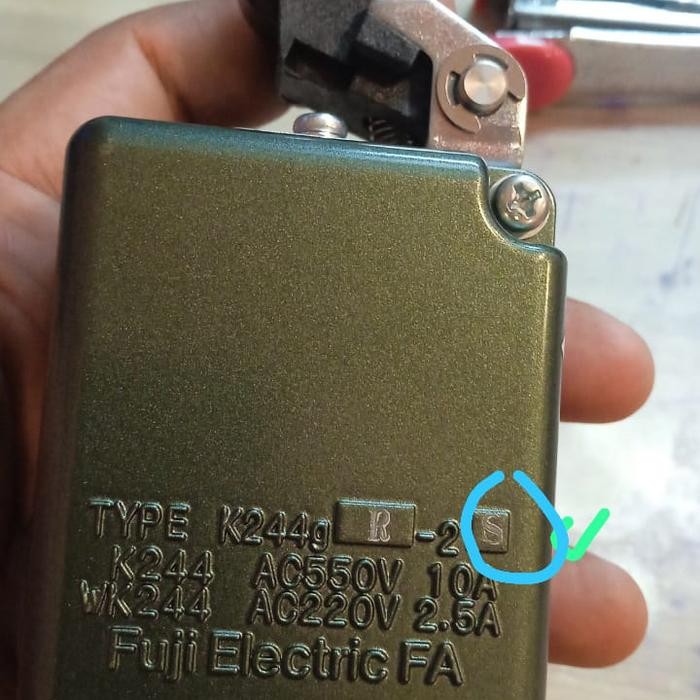 TYPE K244g R -2 S
K244 AC550V 10A
WK244 AC220V 2.5A
Fuji Electric FA